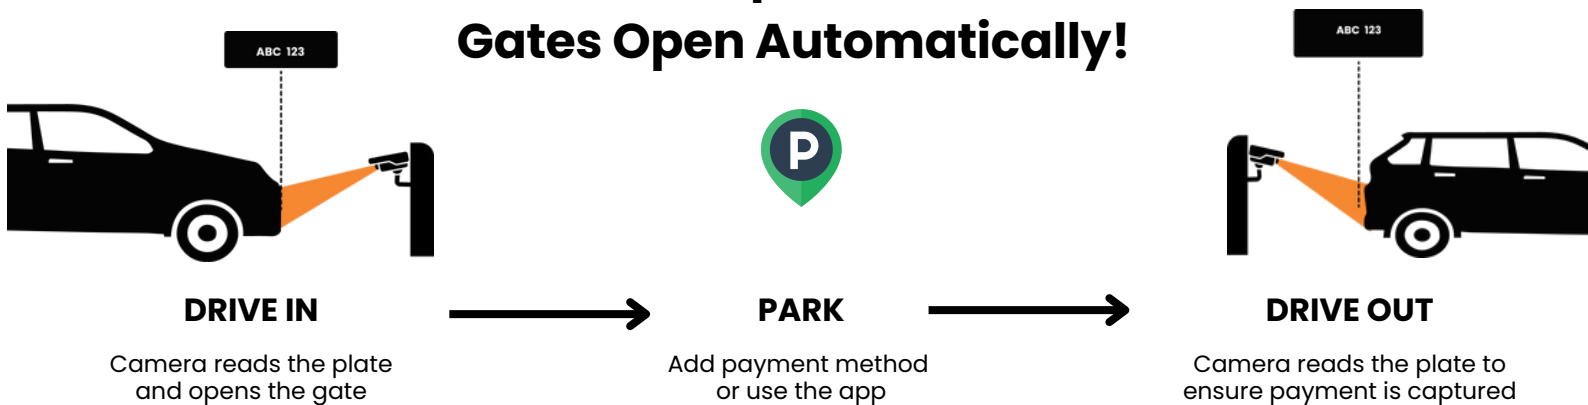 Gates Open Automatically!
ABC 123
ABC 123
P
DRIVE IN
PARK
DRIVE OUT
Camera reads the plate
and opens the gate
Add payment method
or use the app
Camera reads the plate to
ensure payment is captured